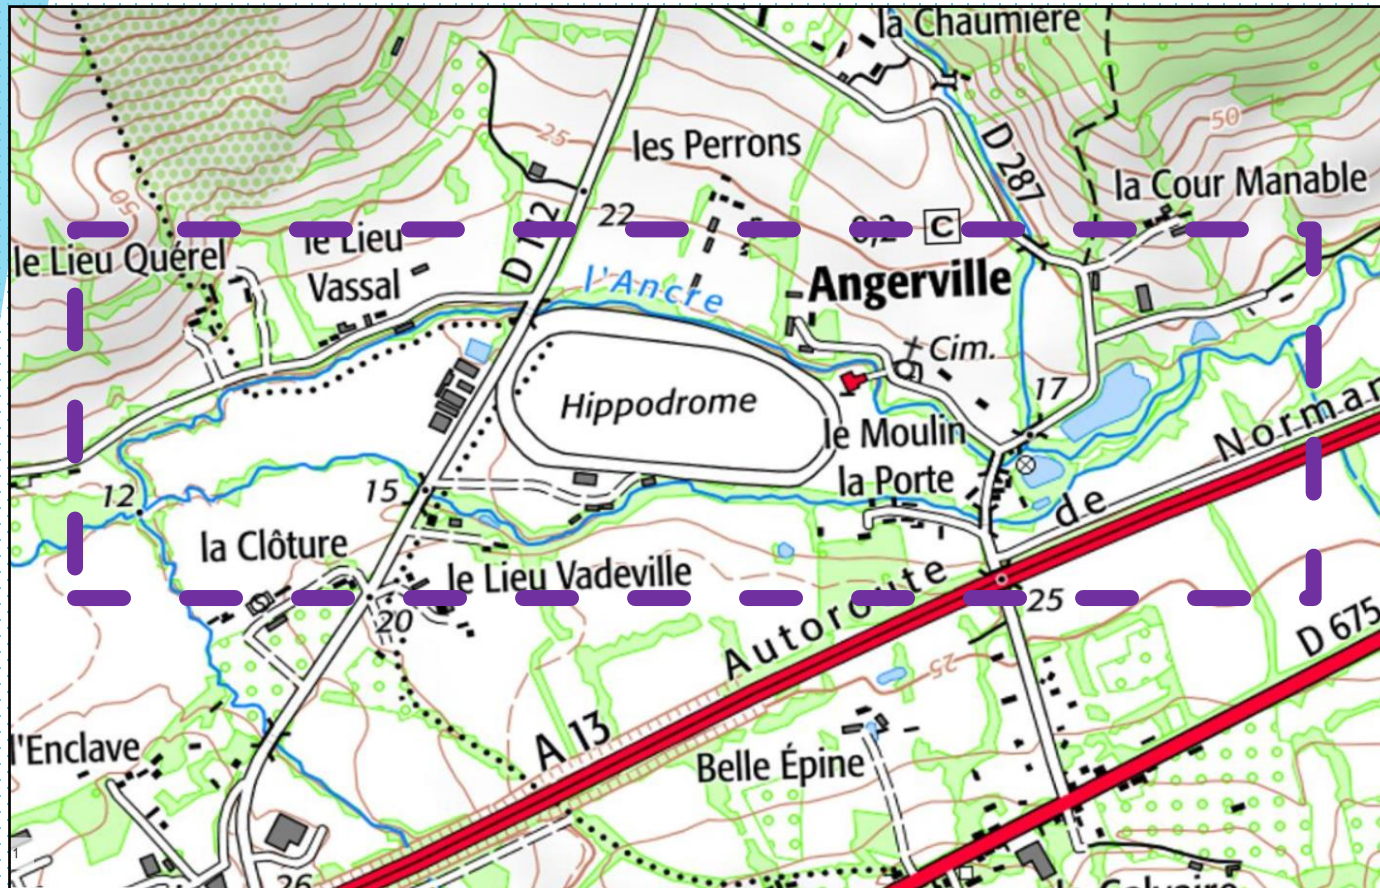 la Chaumière
25
50
les Perrons
D 287
la Cour Manable
50
22
0,2
C
le Lieu Quérel
le Lieu
Vassal
l'Ancre
Angerville
Cim.
Hippodrome
17
le Moulin
la Porte
12
15
Autoroute de Norman
la Clôture
le Lieu Vadeville
20
25
D 675
25
A 13
l'Enclave
Belle Épine
26
1